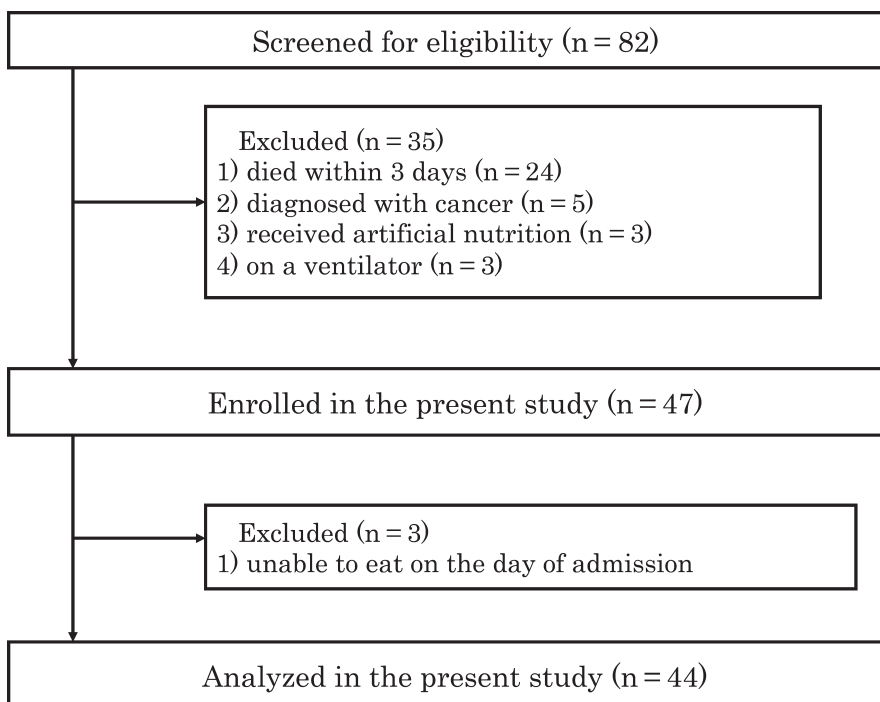 Screened for eligibility (n = 82)
Excluded (n = 35)
1) died within 3 days (n = 24)
2) diagnosed with cancer (n = 5)
3) received artificial nutrition (n = 3)
4) on a ventilator (n = 3)
Enrolled in the present study (n = 47)
Excluded (n = 3)
1) unable to eat on the day of admission
Analyzed in the present study (n = 44)